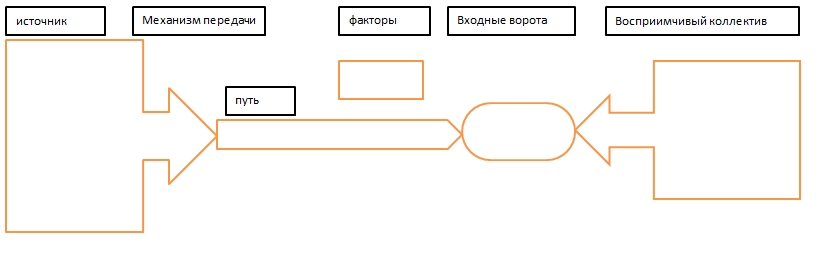 источник
Механизм передачи
факторы
Входные ворота
Восприимчивый коллектив
путь